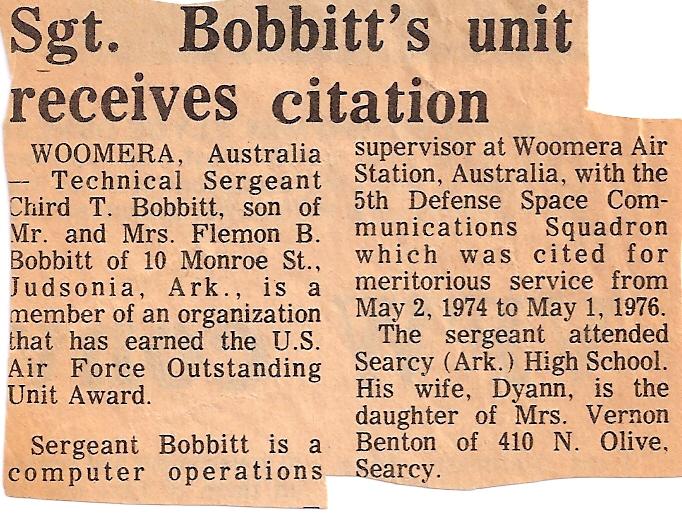 Sgt. Bobbitt's unit
receives citation
WOOMERA, Australia
— Technical Sergeant
Chird T. Bobbitt, son of
Mr. and Mrs. Flemon B.
Bobbitt of 10 Monroe St.,
Judsonia, Ark., is a
member of an organization
that has earned the U.S.
Air Force Outstanding
Unit Award.
Sergeant Bobbitt is a
computer operations
supervisor at Woomera Air
Station, Australia, with the
5th Defense Space Com-
munications Squadron
which was cited for
meritorious service from
May 2, 1974 to May 1, 1976.
The sergeant attended
Searcy (Ark.) High School.
His wife, Dyann, is the
daughter of Mrs. Vernon
Benton of 410 N. Olive,
Searcy.